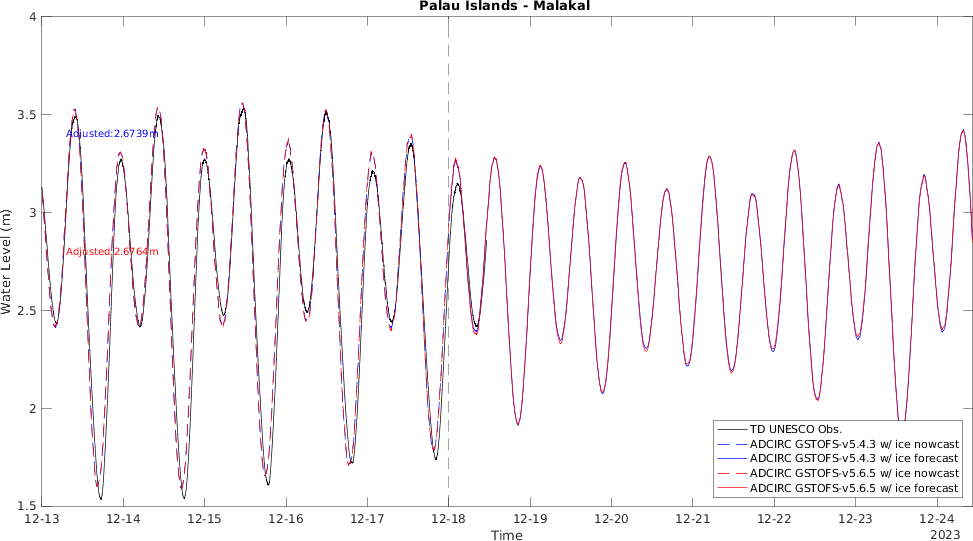 Palau Islands - Malakal
4
3.5
3
2.5
2
1.5
Water Level (m)
Adjusted:2.6739m
Adjusted:2.6764m
TD UNESCO Obs.
ADCIRC GSTOFS-v5.4.3 w/ ice nowcast
ADCIRC GSTOFS-v5.4.3 w/ ice forecast
ADCIRC GSTOFS-v5.6.5 w/ ice nowcast
ADCIRC GSTOFS-v5.6.5 w/ ice forecast
12-13 12-14 12-15 12-16 12-17 12-18 12-19 12-20 12-21 12-22 12-23 12-24
2023
Time